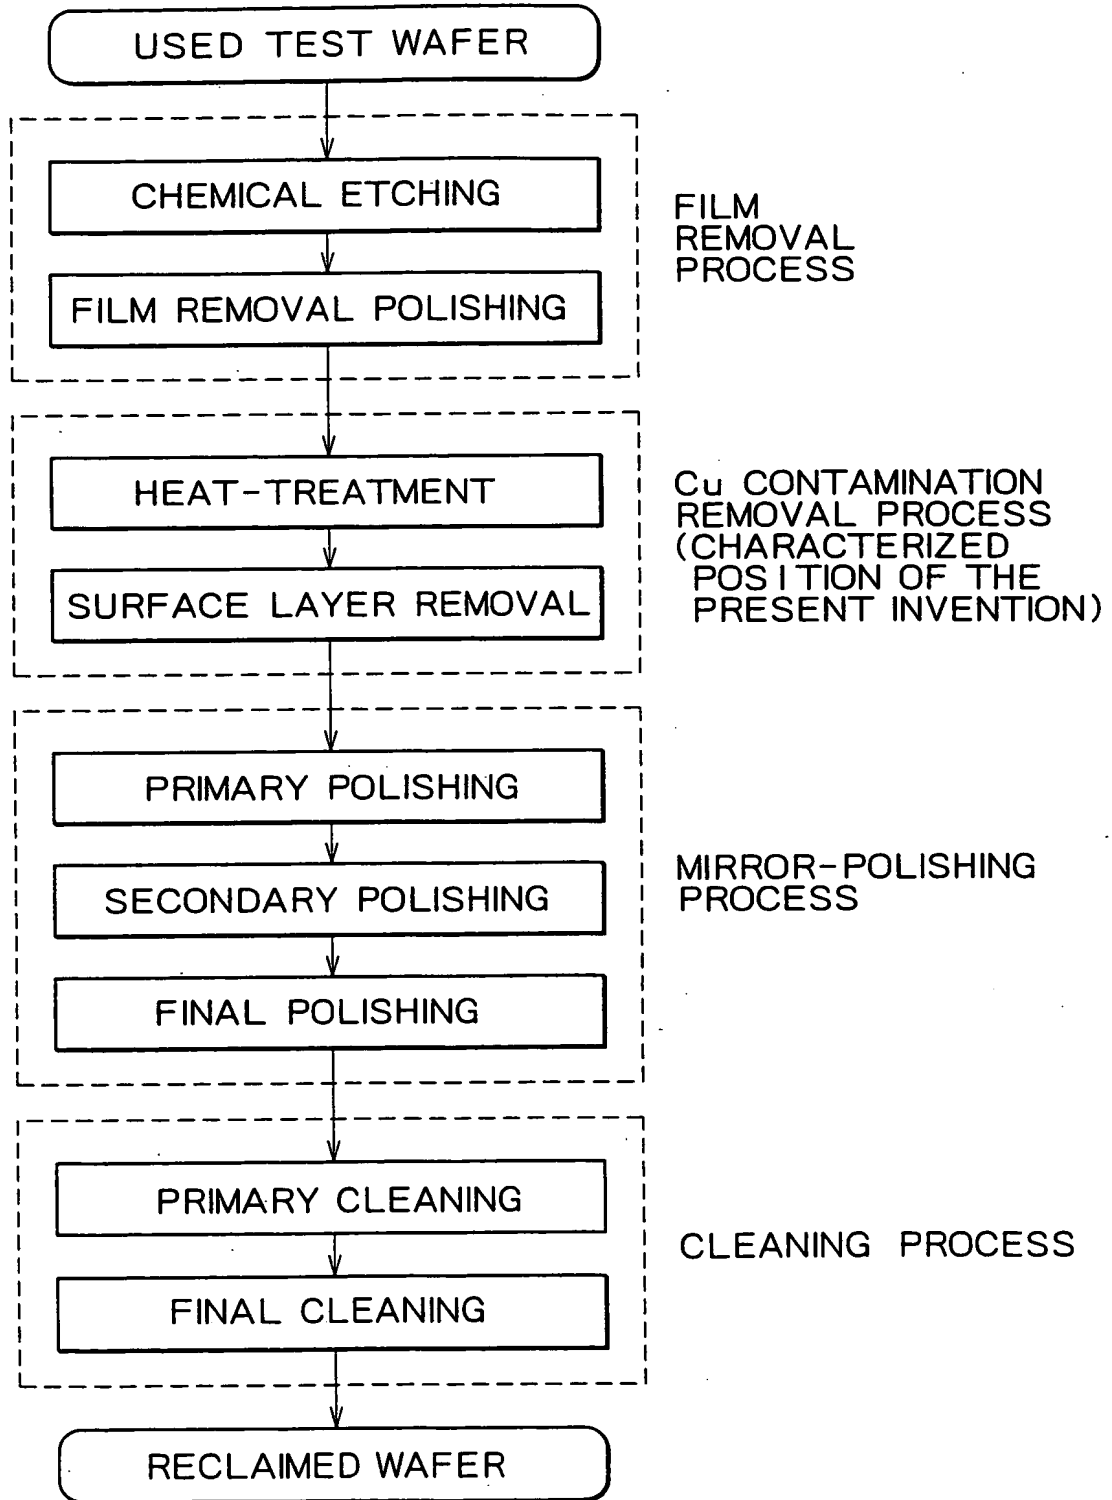 USED TEST WAFER
CHEMICAL ETCHING
FILM REMOVAL POLISHING
FILM
REMOVAL
PROCESS
HEAT-TREATMENT
SURFACE LAYER REMOVAL
Cu CONTAMINATION
REMOVAL PROCESS
(CHARACTERIZED
POSITION OF THE
PRESENT INVENTION)
PRIMARY POLISHING
SECONDARY POLISHING
FINAL POLISHING
MIRROR-POLISHING
PROCESS
PRIMARY CLEANING
FINAL CLEANING
CLEANING PROCESS
RECLAIMED WAFER